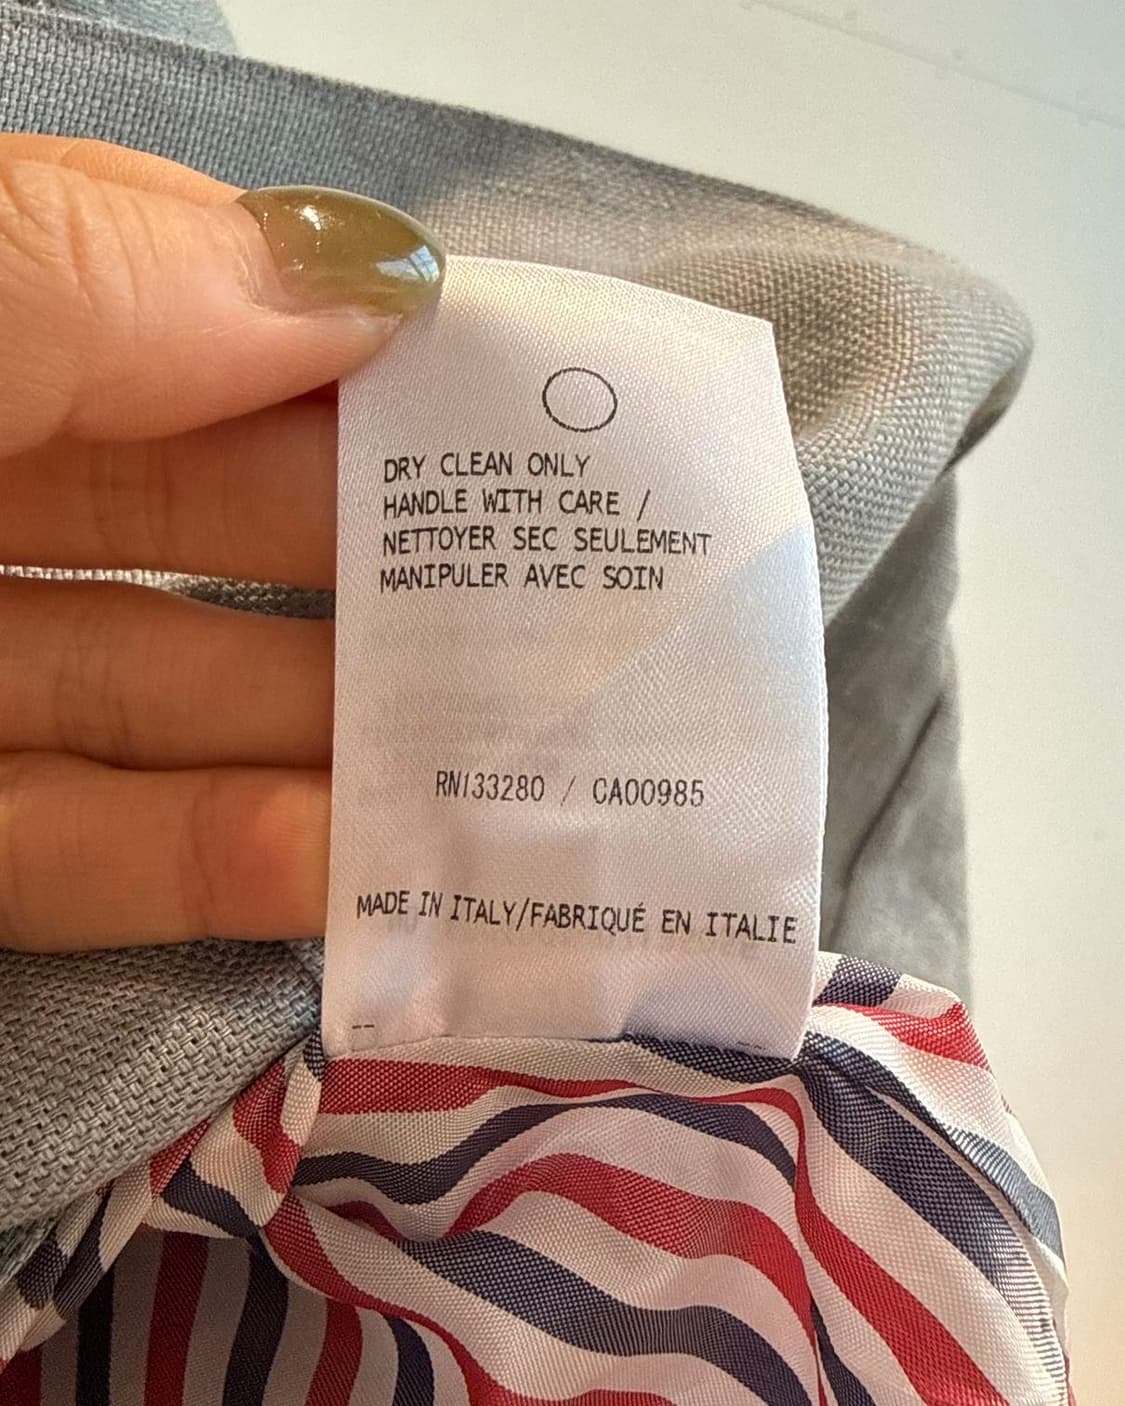 DRY CLEAN ONLY
HANDLE WITH CARE /
NETTOYER SEC SEULEMENT
MANIPULER AVEC SOIN
RN133280 / CA00985
MADE IN ITALY/FABRIQUÉ EN ITALIE